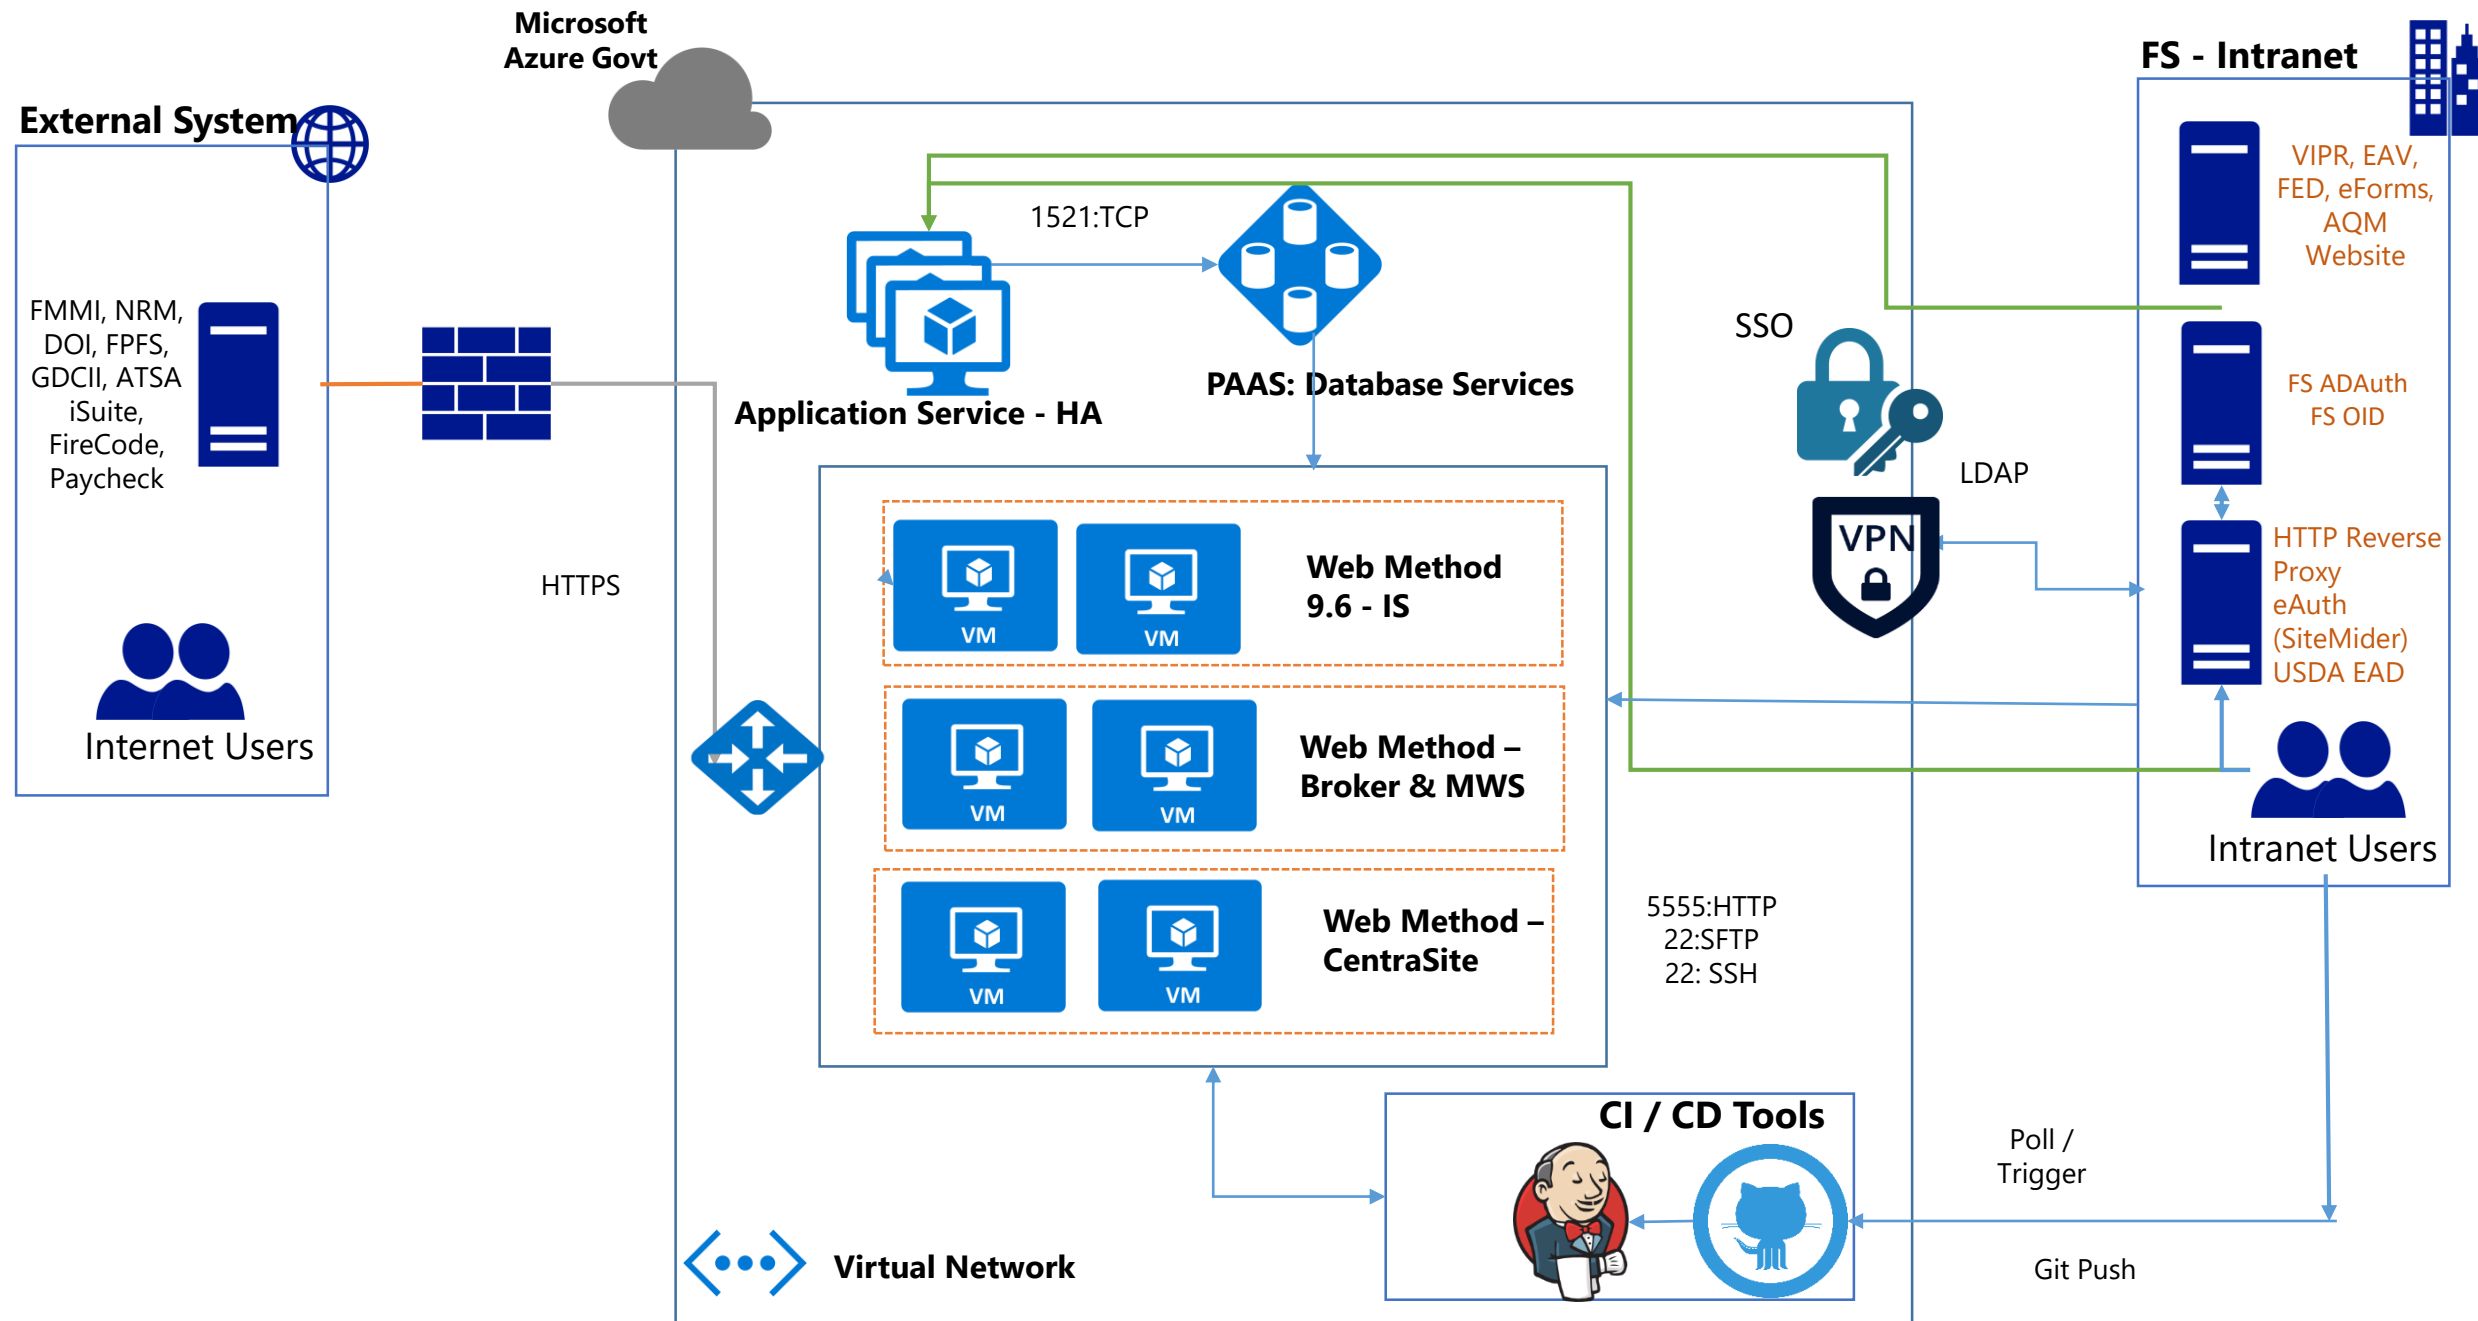 Microsoft
Azure Govt
FS - Intranet
External System
VIPR, EAV,
FED, eForms,
AQM
Website
1521:TCP
FMMI, NRM,
DOI, FPFS,
GDCII, ATSA
iSuite,
FireCode,
Paycheck
SSO
PAAS: Database Services
Application Service - HA
FS ADAuth
FS OID
LDAP
VPN
HTTP Reverse
Proxy
eAuth
(SiteMider)
USDA EAD
HTTPS
VM
VM
Web Method
9.6 - IS
Internet Users
VM
VM
Web Method –
Broker & MWS
Intranet Users
VM
VM
Web Method –
CentraSite
5555:HTTP
22:SFTP
22: SSH
CI / CD Tools
Poll /
Trigger
Virtual Network
Git Push